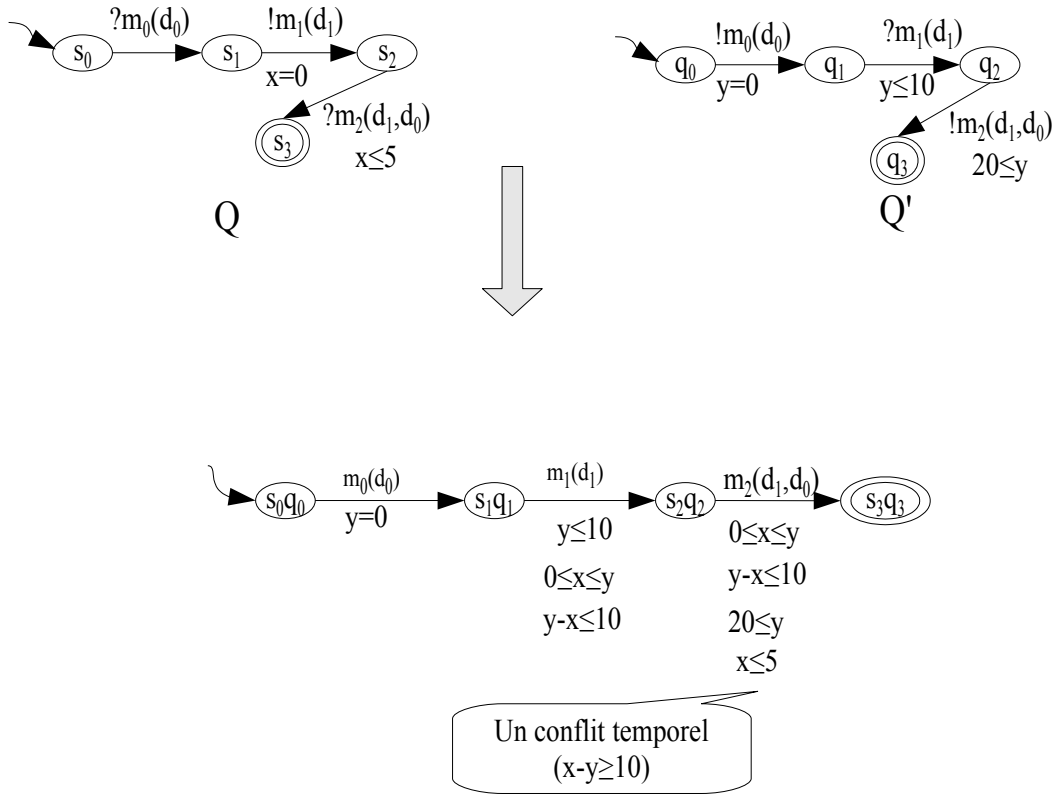 ?m₀(d₀)
!m₁(d₁)
s₀
s₁
s₂
x=0
?m₂(d₁,d₀)
x≤5
s₃
Q
!m₀(d₀)
?m₁(d₁)
q₀
q₁
q₂
y=0
y≤10
!m₂(d₁,d₀)
20≤y
q₃
Q'
m₀(d₀)
m₁(d₁)
m₂(d₁,d₀)
s₀q₀
s₁q₁
s₂q₂
s₃q₃
y=0
y≤10
0≤x≤y
y-x≤10
0≤x≤y
y-x≤10
20≤y
x≤5
Un conflit temporel
(x-y≥10)